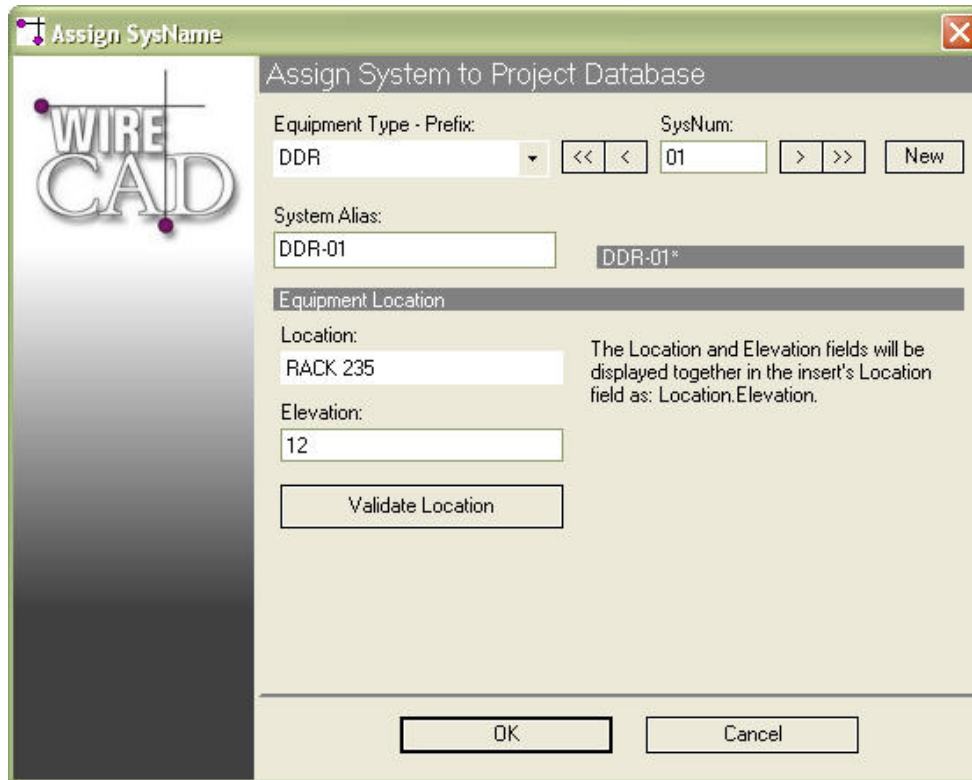 Assign SysName
WIRE
CAD
Assign System to Project Database
Equipment Type - Prefix:
SysNum:
DDR
<< < 01 > >> New
System Alias:
DDR-01
DDR-01*
Equipment Location
Location:
RACK 235
The Location and Elevation fields will be
displayed together in the insert's Location
field as: Location.Elevation.
Elevation:
12
Validate Location
OK
Cancel